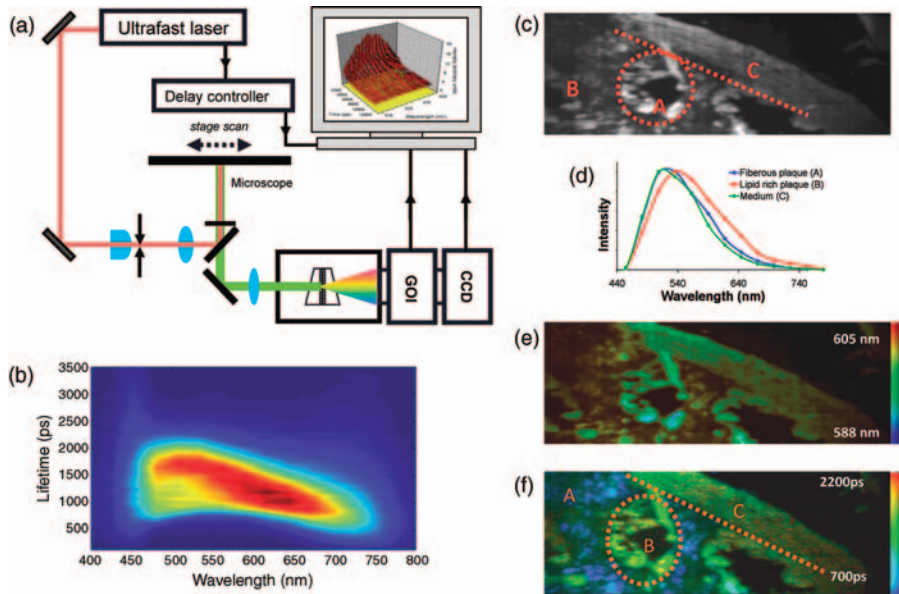 (a)
Ultrafast laser
Delay controller
stage scan
Microscope
GOI
CCD
(b)
Lifetime (ps)
3500
3000
2500
2000
1500
1000
500
400 450 500 550 600 650 700 750 800
Wavelength (nm)
(c)
B
A
C
(d)
Intensity
Fiberous plaque (A)
Lipid rich plaque (B)
Medium (C)
440 540 640 740
Wavelength (nm)
(e)
605 nm
588 nm
(f)
2200ps
A
B
C
700ps